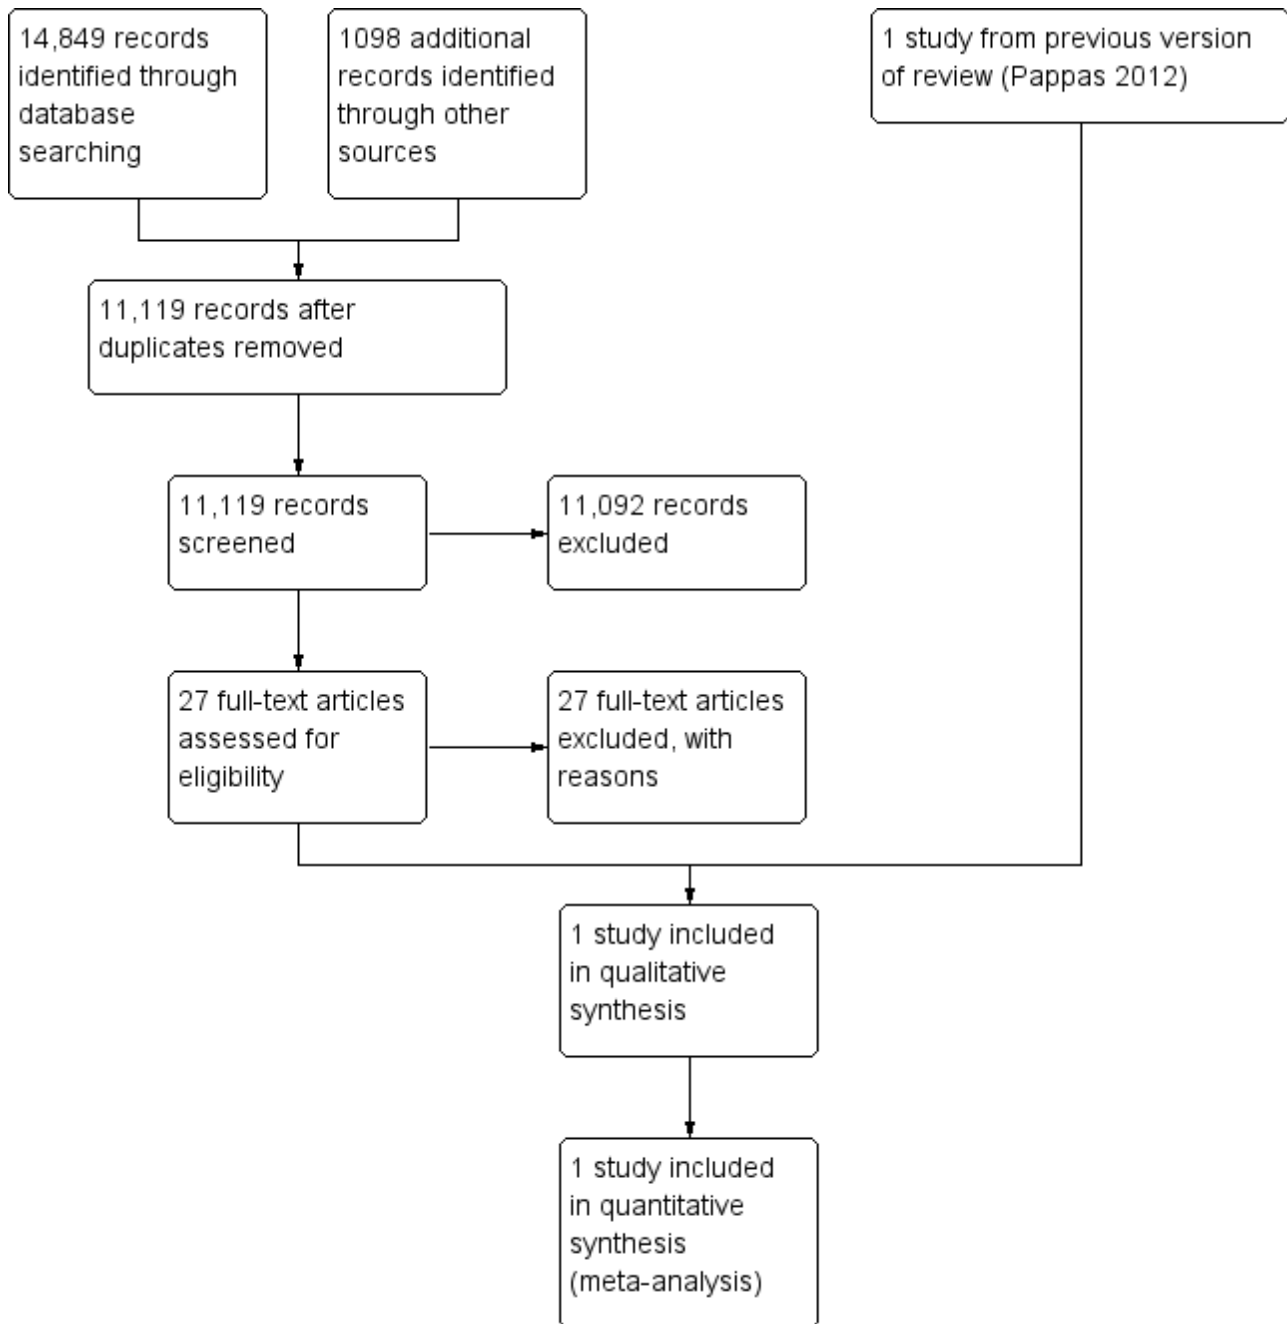 14,849 records
identified through
database
searching
1098 additional
records identified
through other
sources
1 study from previous version
of review (Pappas 2012)
11,119 records after
duplicates removed
11,119 records
screened
11,092 records
excluded
27 full-text articles
assessed for
eligibility
27 full-text articles
excluded, with
reasons
1 study included
in qualitative
synthesis
1 study included
in quantitative
synthesis
(meta-analysis)